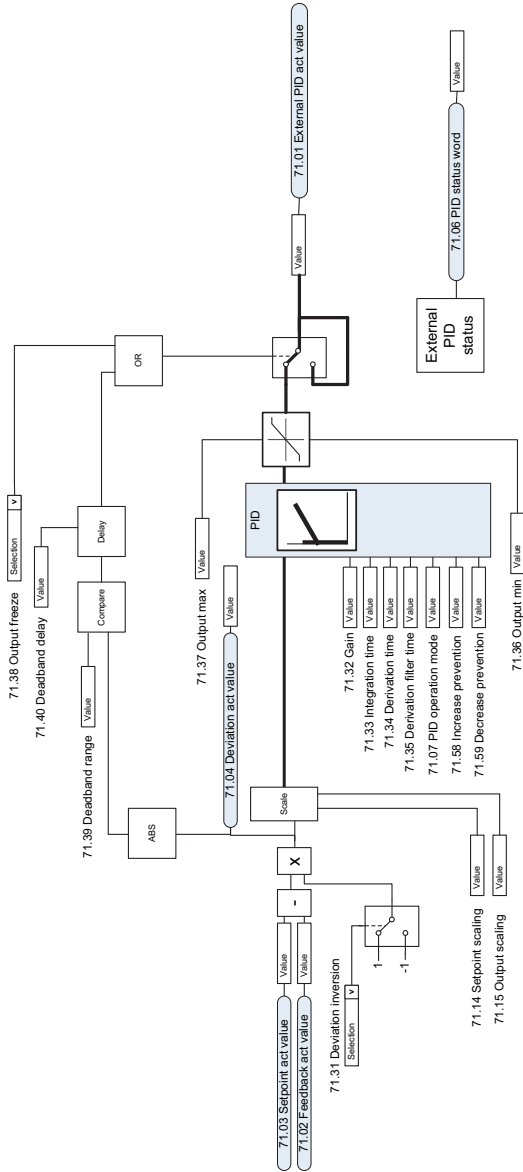 71.38 Output freeze
Selection v
71.40 Deadband delay
Value
71.39 Deadband range
Value
Compare
Delay
OR
ABS
71.04 Deviation act value
Value
71.37 Output max
Value
71.03 Setpoint act value
Value
71.02 Feedback act value
Value
-
X
Scale
PID
Value
71.01 External PID act value
71.31 Deviation inversion
Selection v
1
-1
71.14 Setpoint scaling
Value
71.15 Output scaling
Value
71.32 Gain Value
71.33 Integration time Value
71.34 Derivation time Value
71.35 Derivation filter time Value
71.07 PID operation mode Value
71.58 Increase prevention Value
71.59 Decrease prevention Value
71.36 Output min
Value
External
PID
status
71.06 PID status word
Value